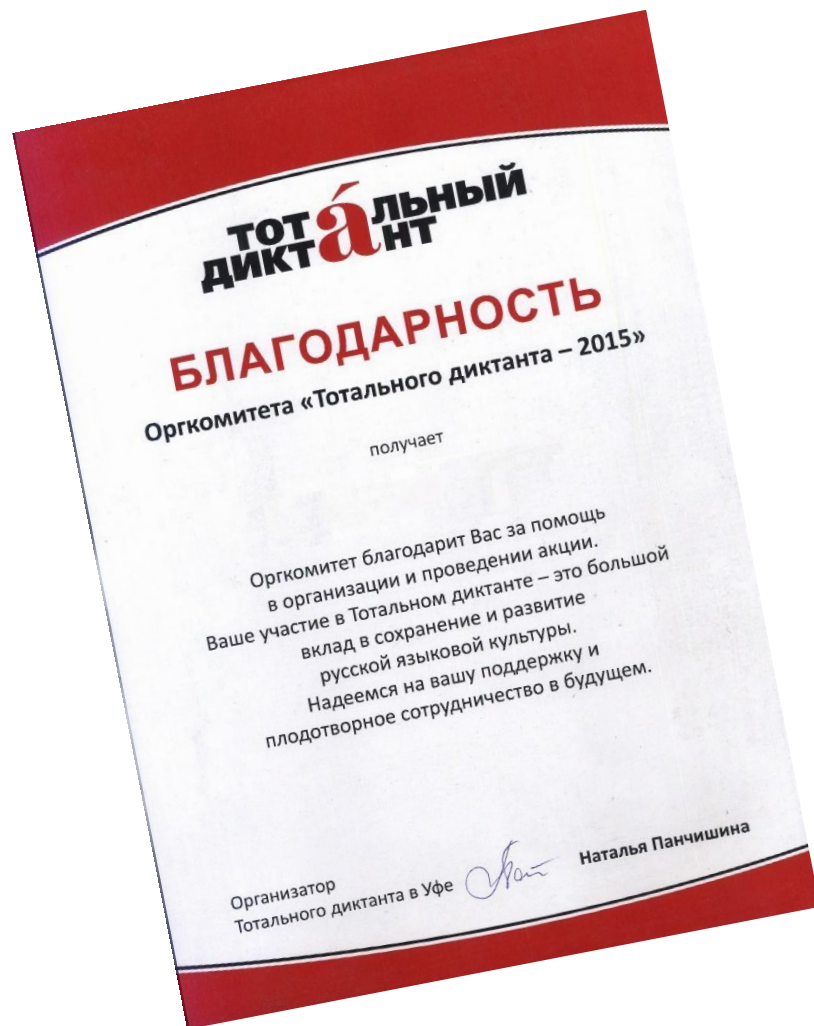 тотáльный
диктáнт
БЛАГОДАРНОСТЬ
Оргкомитета «Тотального диктанта – 2015»
получает
Оргкомитет благодарит Вас за помощь
в организации и проведении акции.
Ваше участие в Тотальном диктанте – это большой
вклад в сохранение и развитие
русской языковой культуры.
Надеемся на вашу поддержку и
плодотворное сотрудничество в будущем.
Организатор
Тотального диктанта в Уфе
Наталья Панчишина